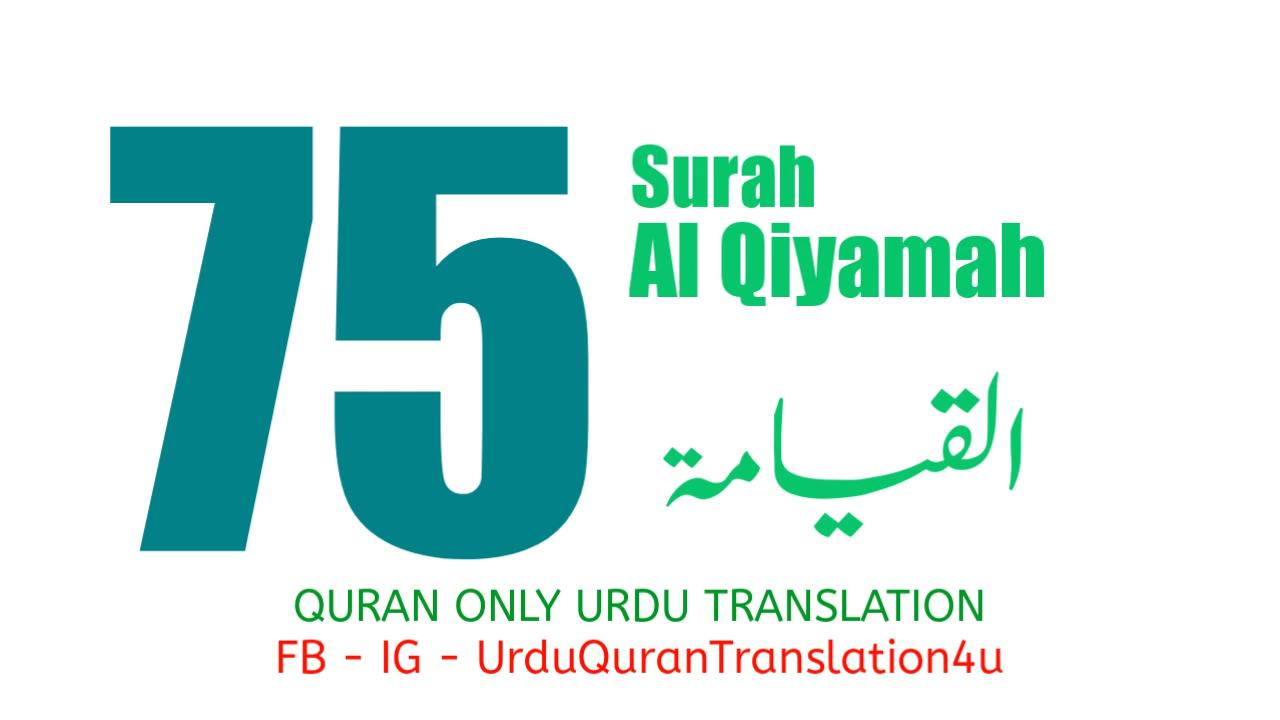 75
Surah
Al Qiyamah
القيامة
QURAN ONLY URDU TRANSLATION
FB - IG - UrduQuranTranslation4u